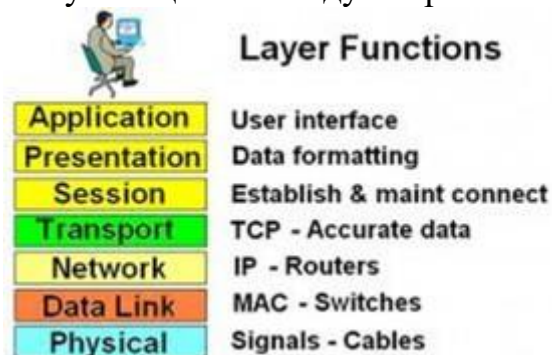 Layer Functions
Application User interface
Presentation Data formatting
Session Establish & maint connect
Transport TCP - Accurate data
Network IP - Routers
Data Link MAC - Switches
Physical Signals - Cables